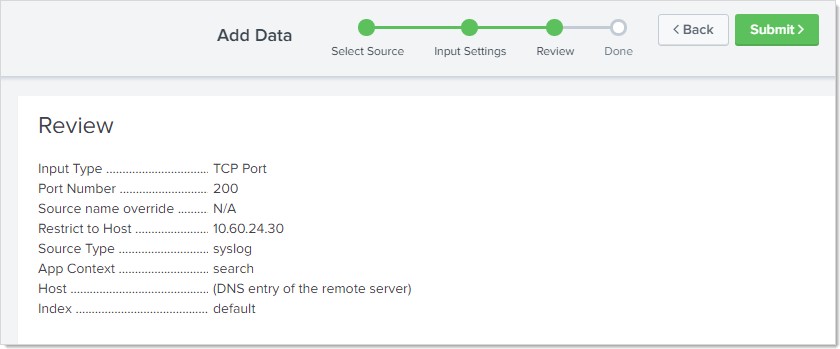 Add Data
Select Source
Input Settings
Review
Done
< Back
Submit >
Review
Input Type ................................ TCP Port
Port Number ........................... 200
Source name override ......... N/A
Restrict to Host ....................... 10.60.24.30
Source Type ............................ syslog
App Context ............................ search
Host ........................................... (DNS entry of the remote server)
Index ......................................... default